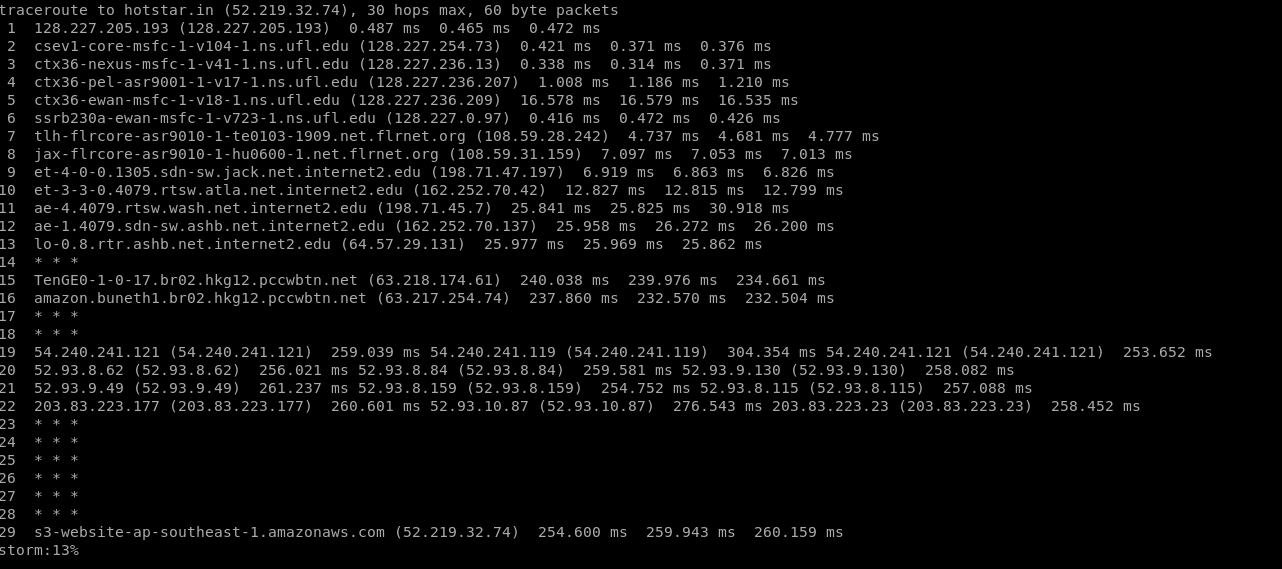 traceroute to hotstar.in (52.219.32.74), 30 hops max, 60 byte packets
1 128.227.205.193 (128.227.205.193) 0.487 ms 0.465 ms 0.472 ms
2 csev1-core-msfc-1-v104-1.ns.ufl.edu (128.227.254.73) 0.421 ms 0.371 ms 0.376 ms
3 ctx36-nexus-msfc-1-v41-1.ns.ufl.edu (128.227.236.13) 0.338 ms 0.314 ms 0.371 ms
4 ctx36-pel-asr9001-1-v17-1.ns.ufl.edu (128.227.236.207) 1.008 ms 1.186 ms 1.210 ms
5 ctx36-ewan-msfc-1-v18-1.ns.ufl.edu (128.227.236.209) 16.578 ms 16.579 ms 16.535 ms
6 ssrb230a-ewan-msfc-1-v723-1.ns.ufl.edu (128.227.0.97) 0.416 ms 0.472 ms 0.426 ms
7 tlh-flrcore-asr9010-1-te0103-1909.net.flrnet.org (108.59.28.242) 4.737 ms 4.681 ms 4.777 ms
8 jax-flrcore-asr9010-1-hu0600-1.net.flrnet.org (108.59.31.159) 7.097 ms 7.053 ms 7.013 ms
9 et-4-0-0.1305.sdn-sw.jack.net.internet2.edu (198.71.47.197) 6.919 ms 6.863 ms 6.826 ms
10 et-3-3-0.4079.rtsw.atla.net.internet2.edu (162.252.70.42) 12.827 ms 12.815 ms 12.799 ms
11 ae-4.4079.rtsw.wash.net.internet2.edu (198.71.45.7) 25.841 ms 25.825 ms 30.918 ms
12 ae-1.4079.sdn-sw.ashb.net.internet2.edu (162.252.70.137) 25.958 ms 26.272 ms 26.200 ms
13 lo-0.8.rtr.ashb.net.internet2.edu (64.57.29.131) 25.977 ms 25.969 ms 25.862 ms
14 * * *
15 TenGE0-1-0-17.br02.hkg12.pccwbtn.net (63.218.174.61) 240.038 ms 239.976 ms 234.661 ms
16 amazon.buneth1.br02.hkg12.pccwbtn.net (63.217.254.74) 237.860 ms 232.570 ms 232.504 ms
17 * * *
18 * * *
19 54.240.241.121 (54.240.241.121) 259.039 ms 54.240.241.119 (54.240.241.119) 304.354 ms 54.240.241.121 (54.240.241.121) 253.652 ms
20 52.93.8.62 (52.93.8.62) 256.021 ms 52.93.8.84 (52.93.8.84) 259.581 ms 52.93.9.130 (52.93.9.130) 258.082 ms
21 52.93.9.49 (52.93.9.49) 261.237 ms 52.93.8.159 (52.93.8.159) 254.752 ms 52.93.8.115 (52.93.8.115) 257.088 ms
22 203.83.223.177 (203.83.223.177) 260.601 ms 52.93.10.87 (52.93.10.87) 276.543 ms 203.83.223.23 (203.83.223.23) 258.452 ms
23 * * *
24 * * *
25 * * *
26 * * *
27 * * *
28 * * *
29 s3-website-ap-southeast-1.amazonaws.com (52.219.32.74) 254.600 ms 259.943 ms 260.159 ms
storm:13%